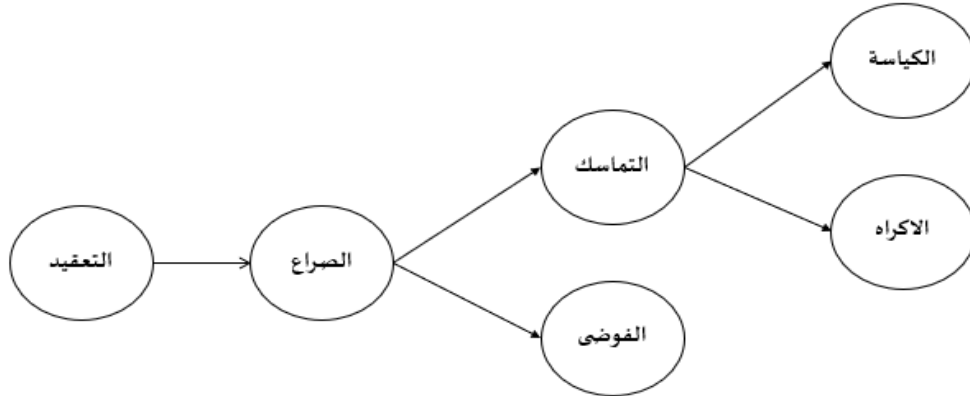 الكياسة
التماسك
الاكراه
الصراع
التعقيد
الفوضى